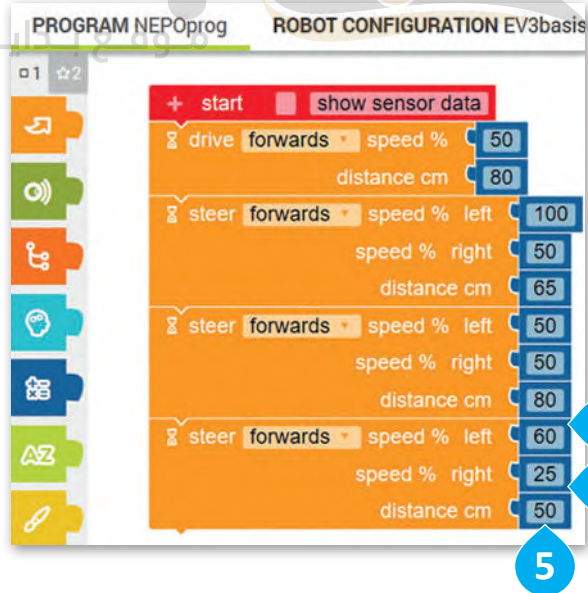 PROGRAM NEPOprog ROBOT CONFIGURATION EV3basis
1 2
+ start show sensor data
drive forwards speed % 50
distance cm 80
steer forwards speed % left 100
speed % right 50
distance cm 65
steer forwards speed % left 50
speed % right 50
distance cm 80
steer forwards speed % left 60
speed % right 25
distance cm 50
AZ
5